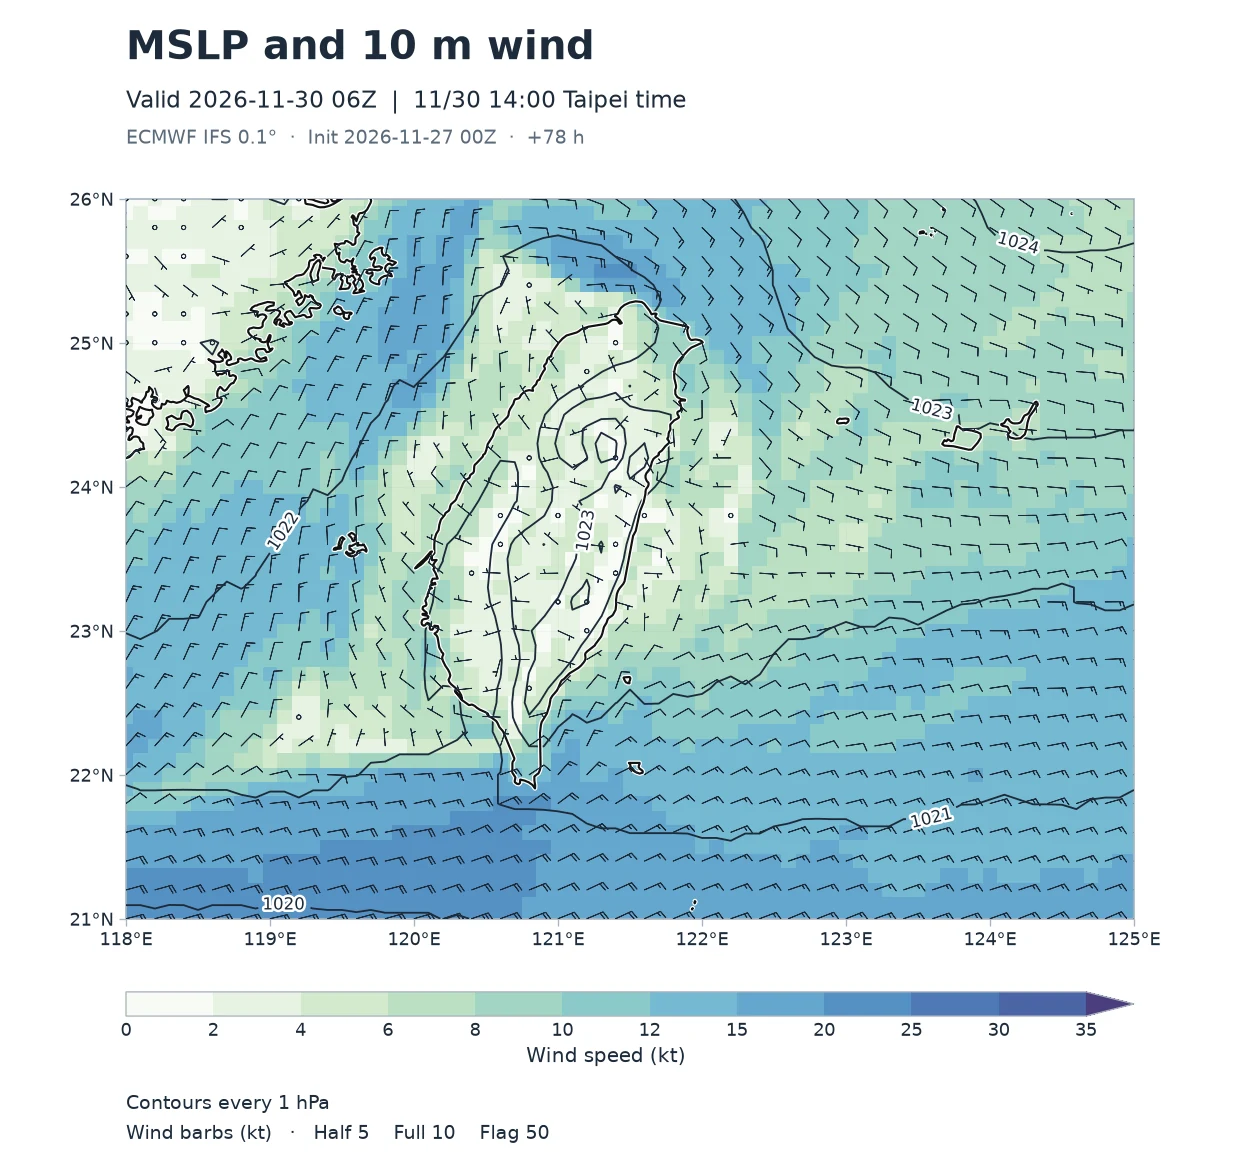 MSLP and 10 m wind
Valid 2026-11-30 06Z | 11/30 14:00 Taipei time
ECMWF IFS 0.1° · Init 2026-11-27 00Z · +78 h
26°N
1024
25°N
1023
24°N
1022
1023
23°N
22°N
1021
1020
21°N
118°E 119°E 120°E 121°E 122°E 123°E 124°E 125°E
0 2 4 6 8 10 12 15 20 25 30 35
Wind speed (kt)
Contours every 1 hPa
Wind barbs (kt) · Half 5 Full 10 Flag 50